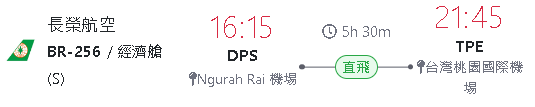 長榮航空
BR-256 / 經濟艙
(S)
16:15
DPS
Ngurah Rai 機場
5h 30m
直飛
21:45
TPE
台灣桃園國際機
場